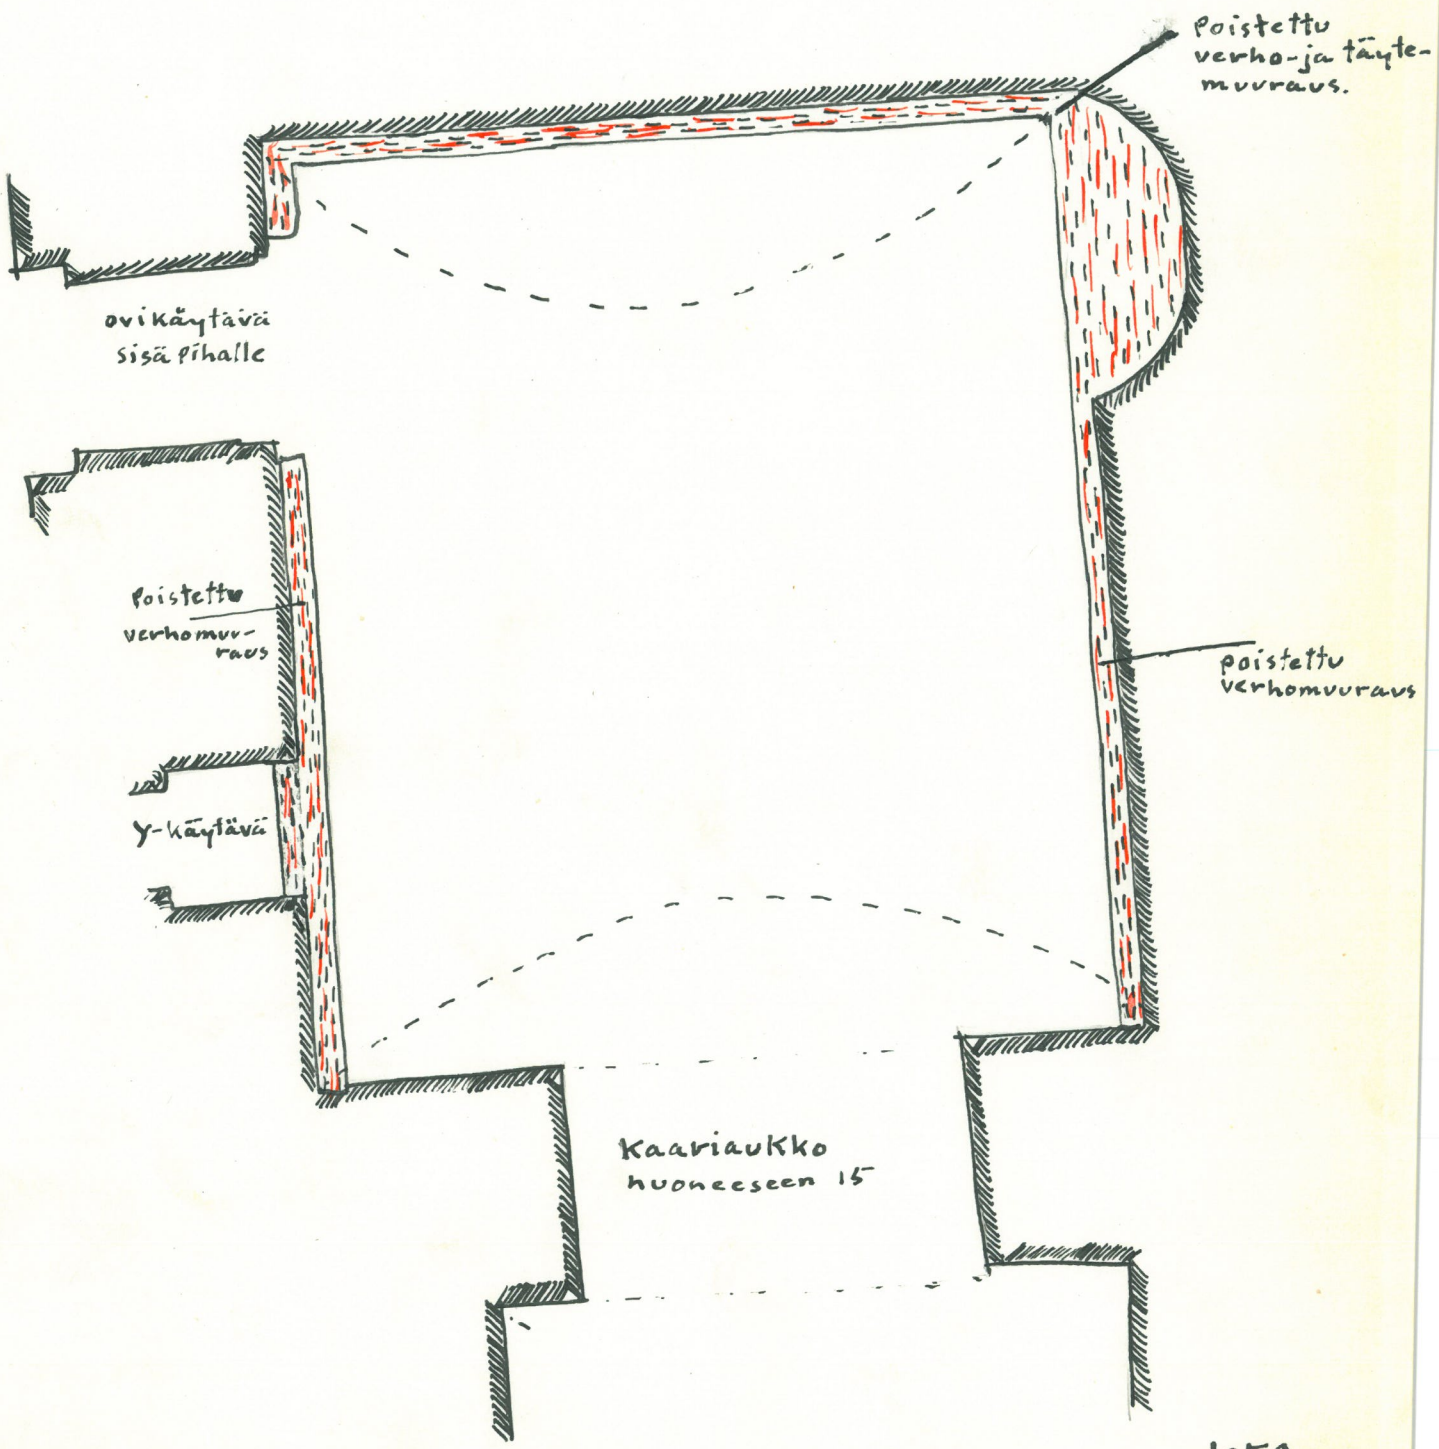 Poistettu
verho-ja täyte-
muuraus.
ovikäytävä
sisäpihalle
Poistettu
verhomuu-
raus
poistettu
verhomuuraus
y-käytävä
Kaariaukko
huoneeseen 15